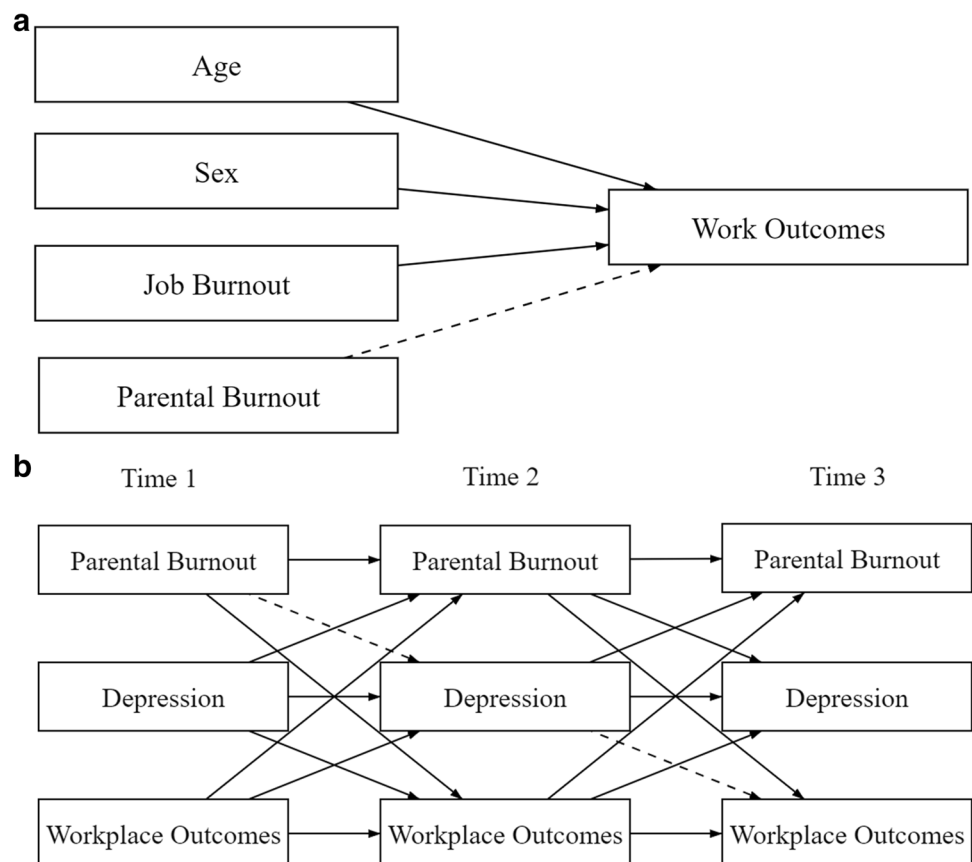 a
Age
Sex
Work Outcomes
Job Burnout
Parental Burnout
b
Time 1 Time 2 Time 3
Parental Burnout Parental Burnout Parental Burnout
Depression Depression Depression
Workplace Outcomes Workplace Outcomes Workplace Outcomes